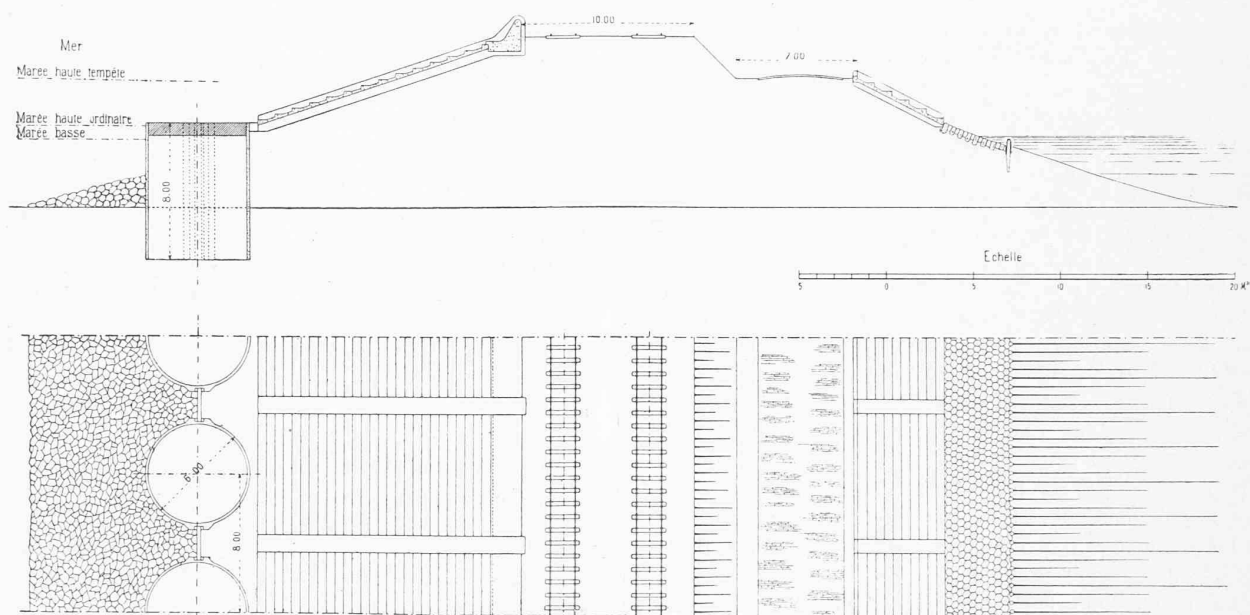 Mer
10.00
7.00
Marée haute tempête
Marée haute ordinaire
Marée basse
8.00
Echelle
5 0 5 10 15 20 Mes
6.00
8.00